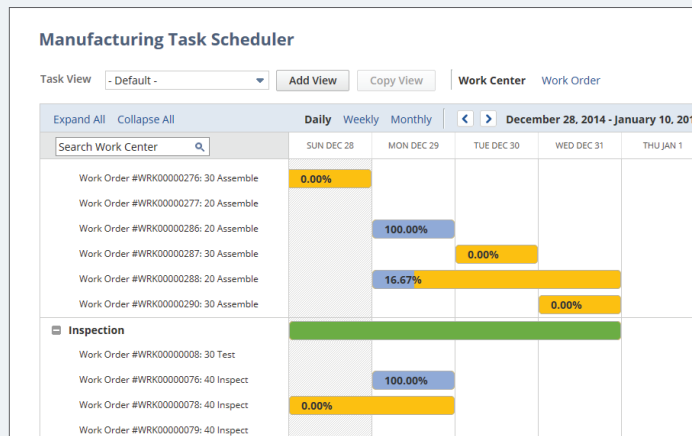 Manufacturing Task Scheduler
Task View - Default - Add View Copy View Work Center Work Order
Expand All Collapse All Daily Weekly Monthly December 28, 2014 - January 10, 201
Search Work Center SUN DEC 28 MON DEC 29 TUE DEC 30 WED DEC 31 THU JAN 1
Work Order #WRK00000276: 30 Assemble 0.00%
Work Order #WRK00000277: 20 Assemble
Work Order #WRK00000286: 20 Assemble 100.00%
Work Order #WRK00000287: 30 Assemble 0.00%
Work Order #WRK00000288: 20 Assemble 16.67%
Work Order #WRK00000290: 30 Assemble 0.00%
Inspection
Work Order #WRK00000008: 30 Test
Work Order #WRK00000076: 40 Inspect 100.00%
Work Order #WRK00000078: 40 Inspect 0.00%
Work Order #WRK00000079: 40 Inspect